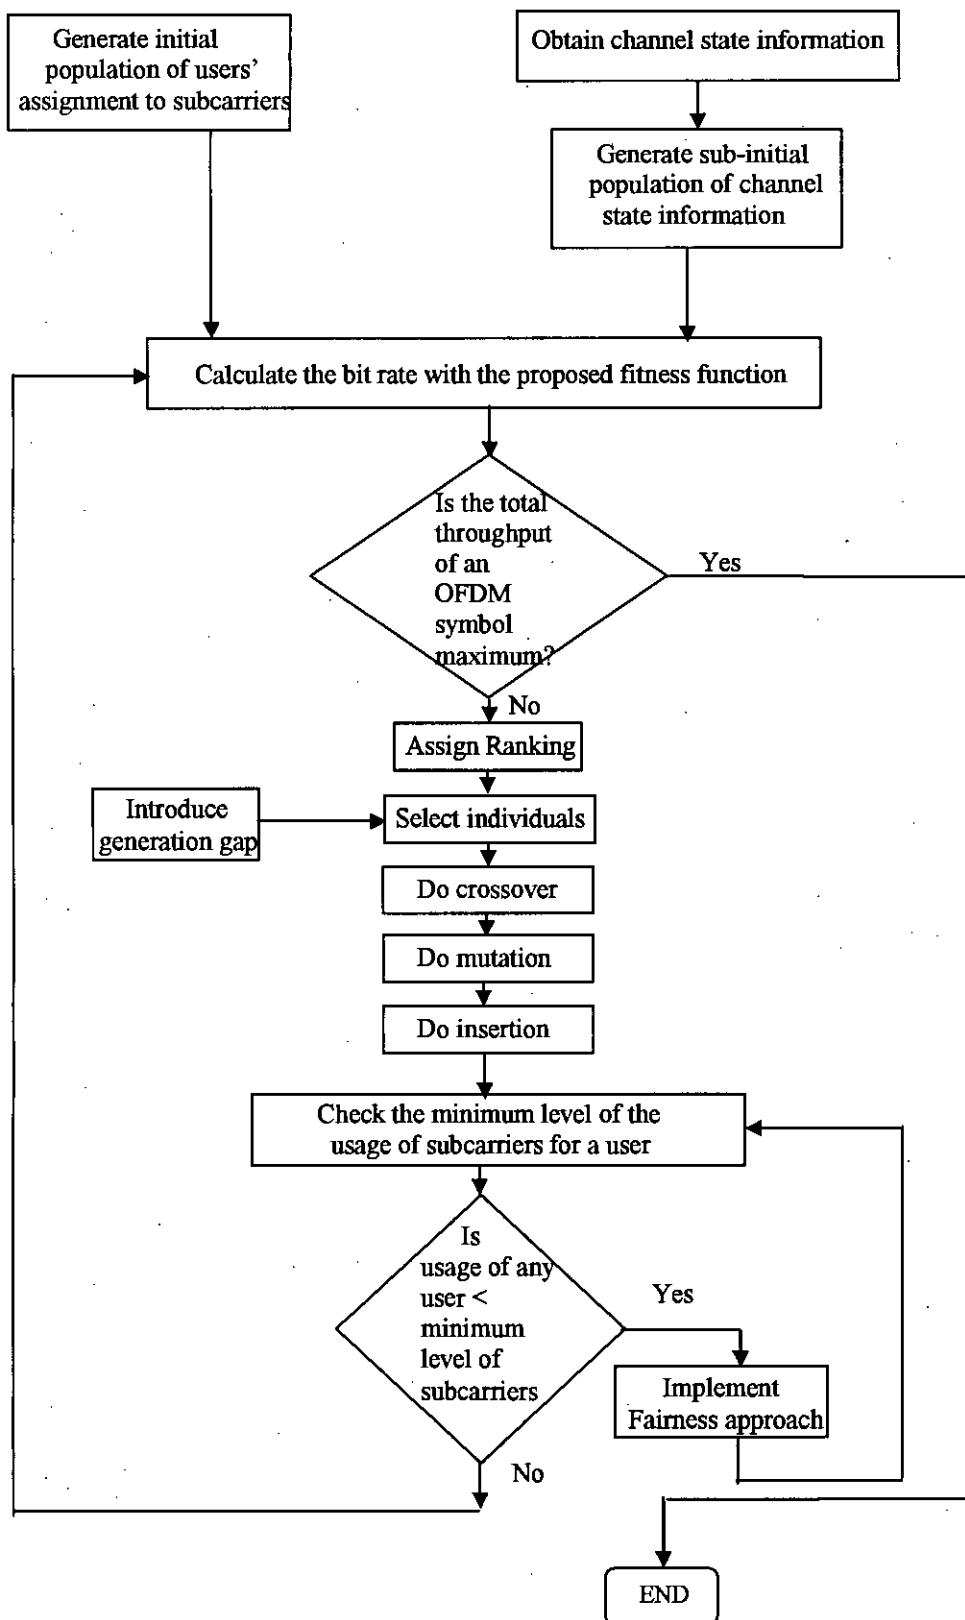 Generate initial
population of users'
assignment to subcarriers
Obtain channel state information
Generate sub-initial
population of channel
state information
Calculate the bit rate with the proposed fitness function
Is the total
throughput
of an
OFDM
symbol
maximum?
Yes
No
Assign Ranking
Introduce
generation gap
Select individuals
Do crossover
Do mutation
Do insertion
Check the minimum level of the
usage of subcarriers for a user
Is
usage of any
user <
minimum
level of
subcarriers
Yes
Implement
Fairness approach
No
END